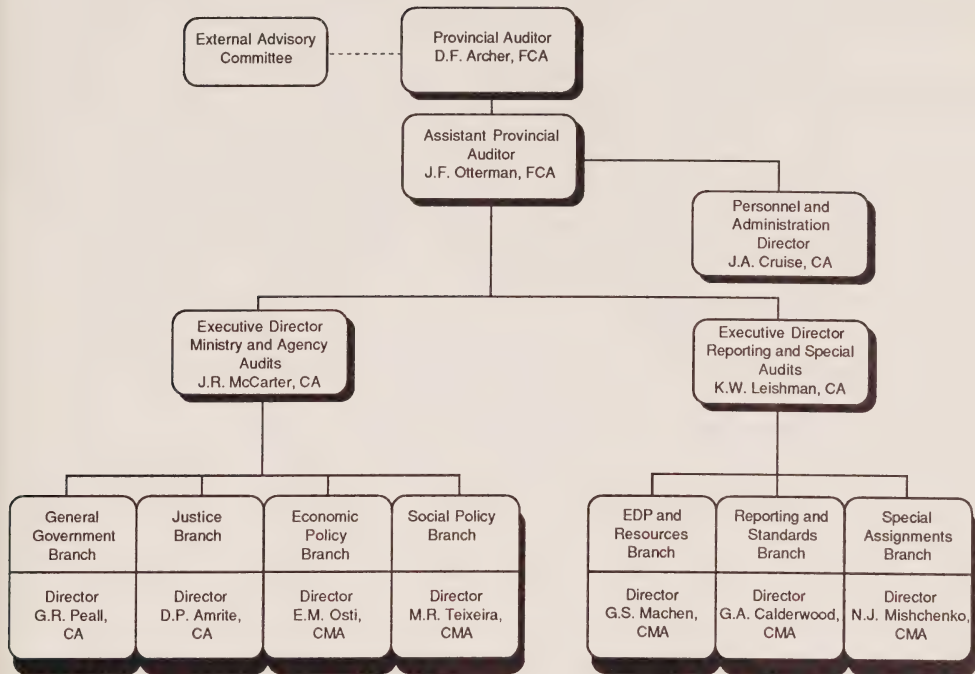 External Advisory
Committee
Provincial Auditor
D.F. Archer, FCA
Assistant Provincial
Auditor
J.F. Otterman, FCA
Personnel and
Administration
Director
J.A. Cruise, CA
Executive Director
Ministry and Agency
Audits
J.R. McCarter, CA
Executive Director
Reporting and Special
Audits
K.W. Leishman, CA
General
Government
Branch
Director
G.R. Peall,
CA
Justice
Branch
Director
D.P. Amrite,
CA
Economic
Policy
Branch
Director
E.M. Osti,
CMA
Social Policy
Branch
Director
M.R. Teixeira,
CMA
EDP and
Resources
Branch
Director
G.S. Machen,
CMA
Reporting and
Standards
Branch
Director
G.A. Calderwood,
CMA
Special
Assignments
Branch
Director
N.J. Mishchenko,
CMA